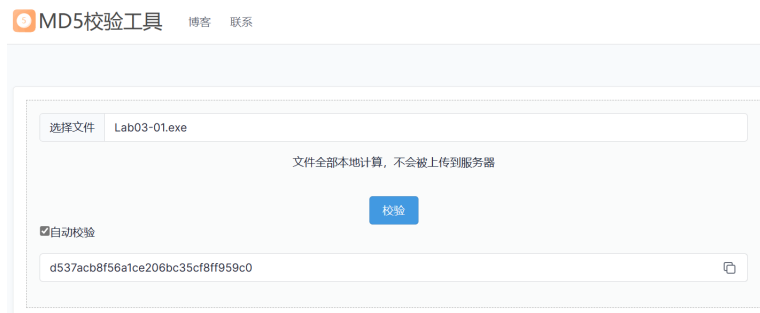 MD5校验工具 博客 联系
选择文件 Lab03-01.exe
文件全部本地计算，不会被上传到服务器
校验
自动校验
d537acb8f56a1ce206bc35cf8ff959c0